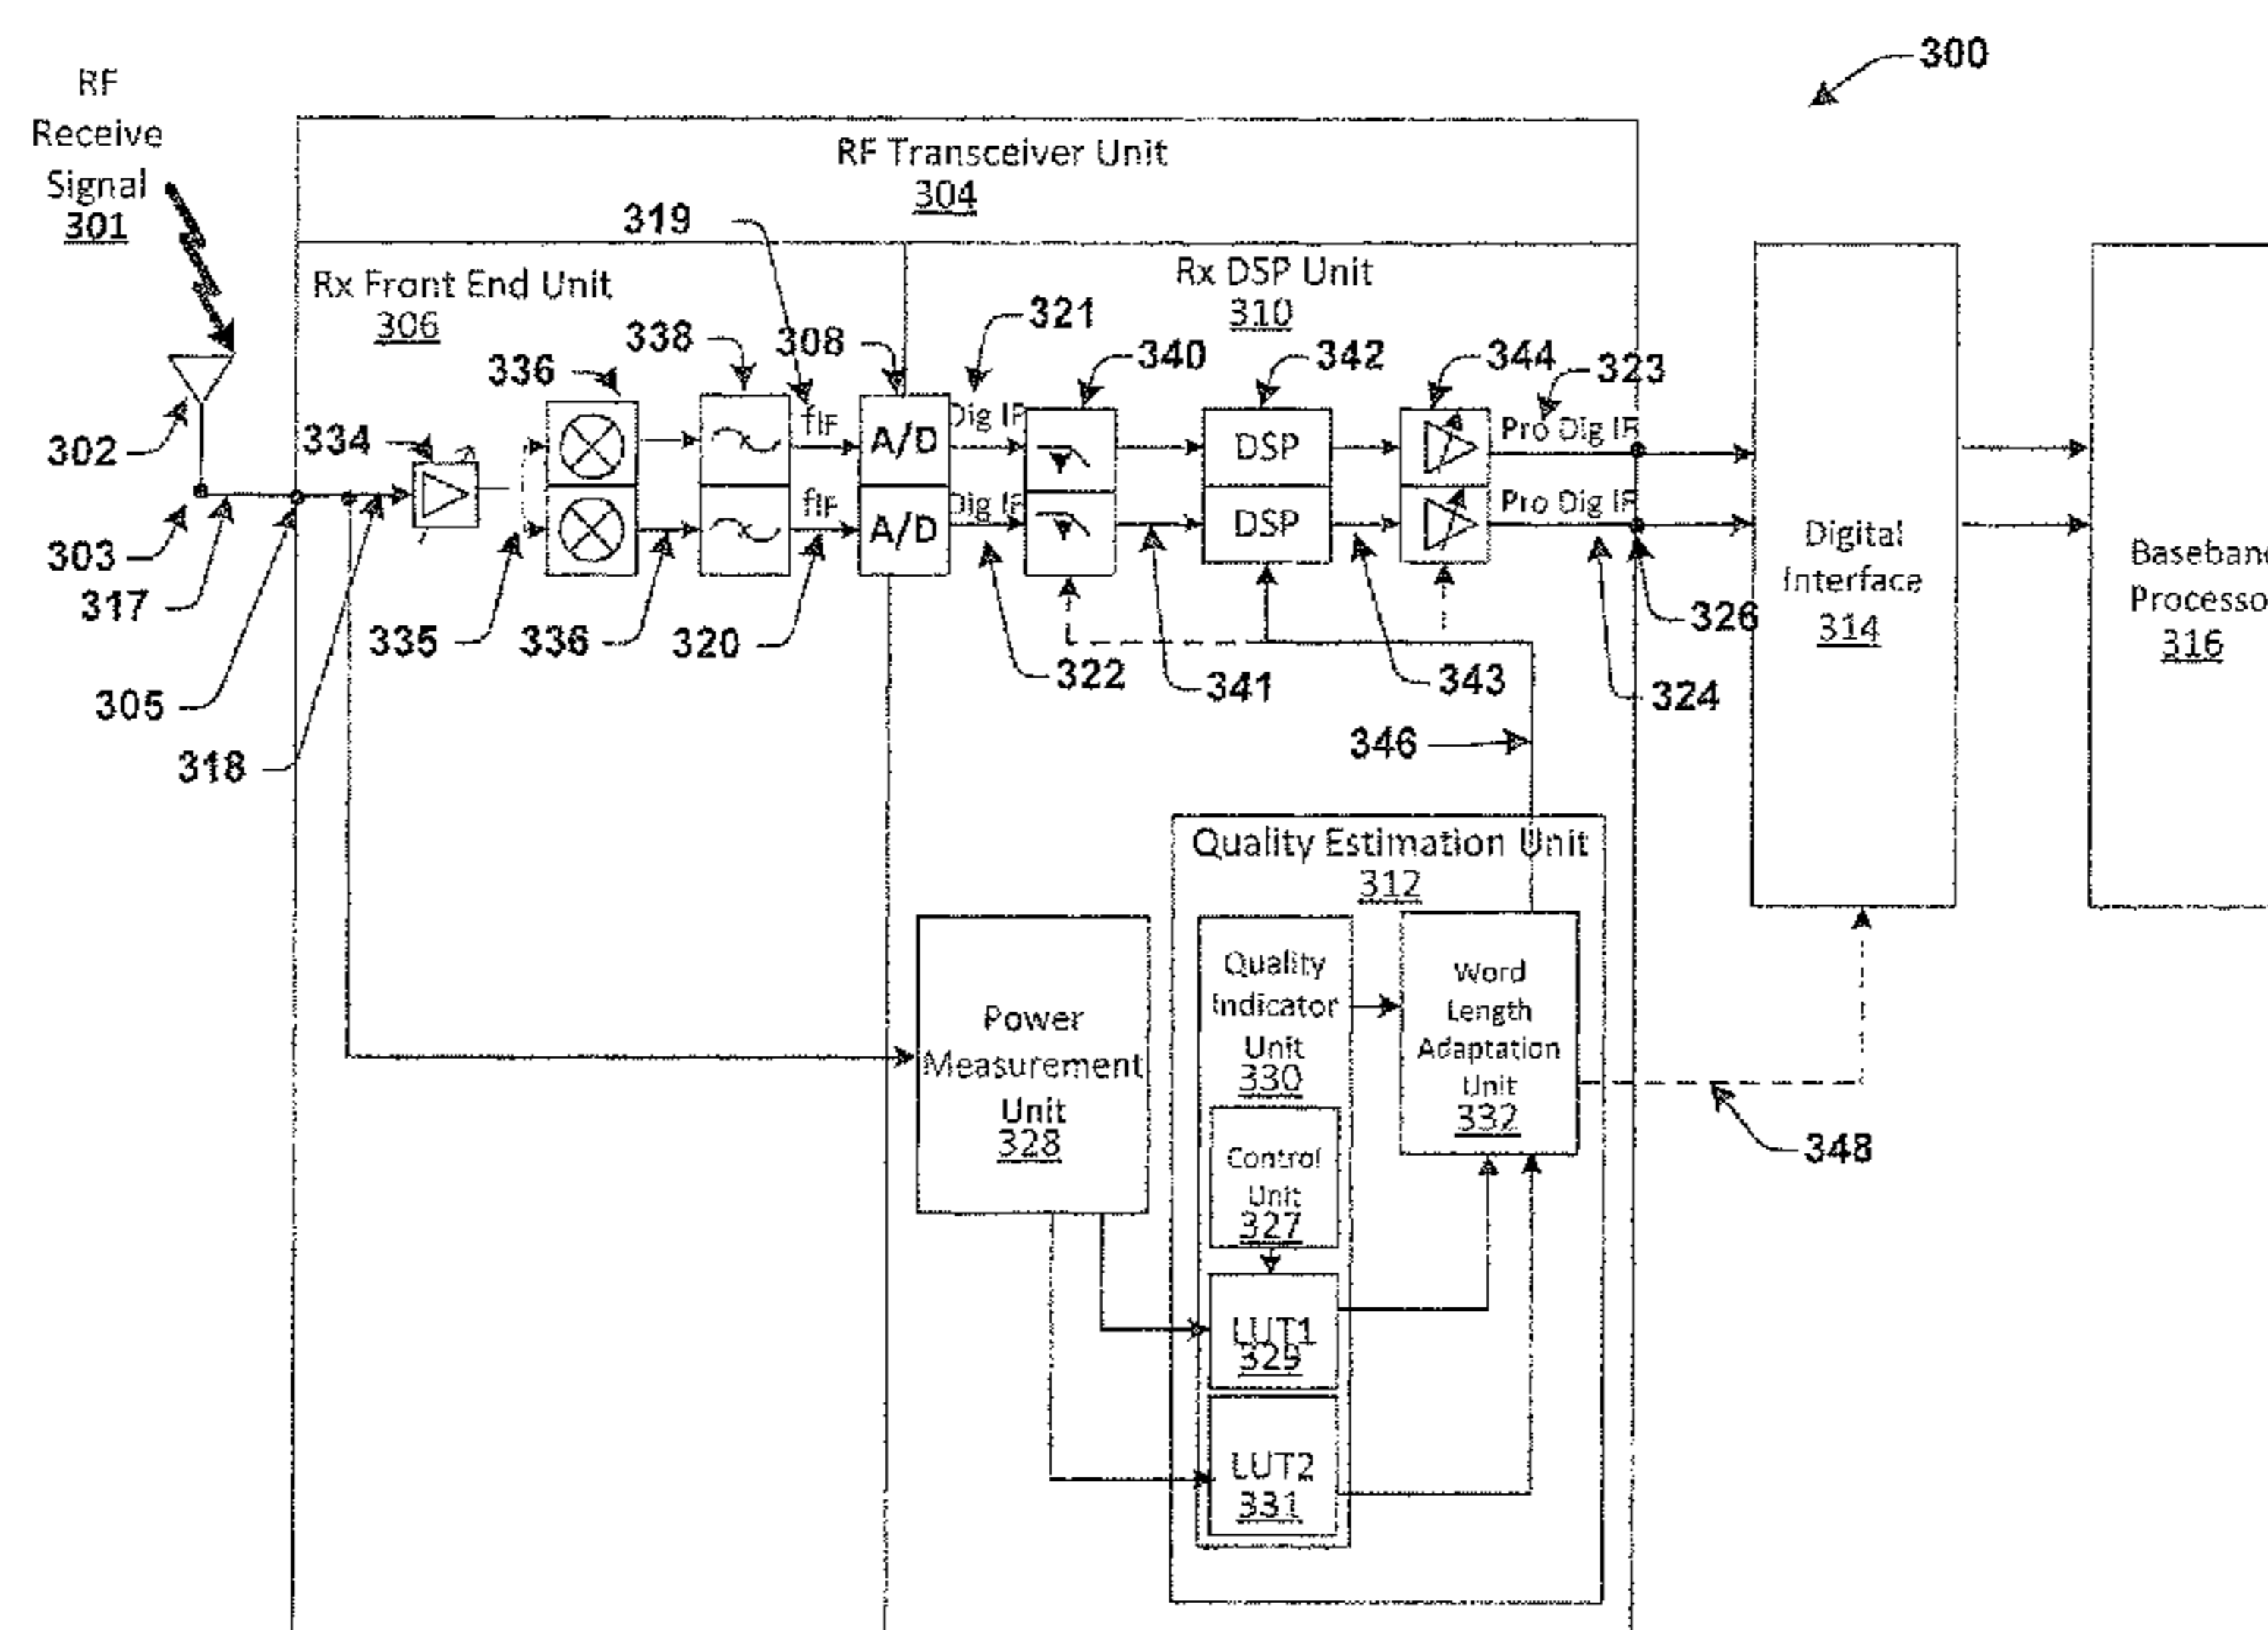 300
RF
Receive
Signal
301
RF Transceiver Unit
304
319
Rx Front End Unit
306
Rx DSP Unit
310
321
338
308
340
342
344
323
336
334
302
fIF
A/D
Dig IF
DSP
Pro Dig IF
fIF
A/D
Dig IF
DSP
Pro Dig IF
303
317
335
336
320
322
341
343
324
326
305
318
346
Digital
Interface
314
316
Quality Estimation Unit
312
Power
Measurement
Unit
328
Quality
Indicator
Unit
330
Control
Unit
327
LUT1
329
LUT2
331
Word
Length
Adaptation
Unit
332
348